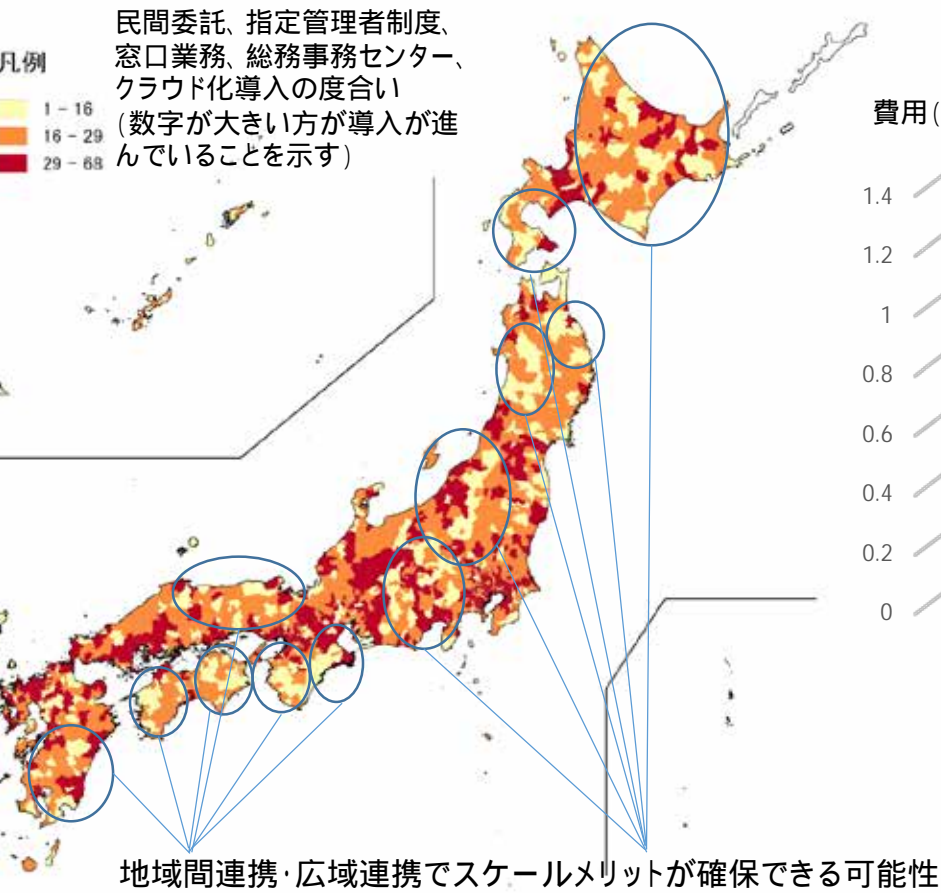 民間委託、指定管理者制度、
窓口業務、総務事務センター、
クラウド化導入の度合い
(数字が大きい方が導入が進
んでいることを示す)
凡例
1 - 16
16 - 29
29 - 68
費用(
1.4
1.2
1
0.8
0.6
0.4
0.2
0
地域間連携・広域連携でスケールメリットが確保できる可能性